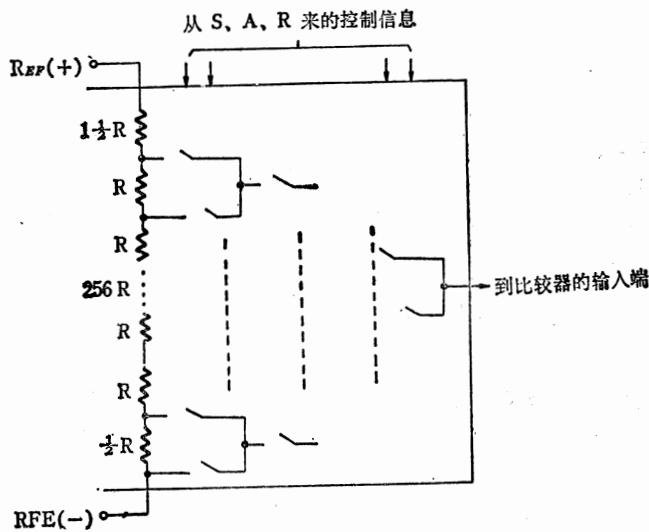 从 S、A、R 来的控制信息
REF(+)
1½R
R
R
256 R
R
R
½R
到比较器的输入端
RFE(-)